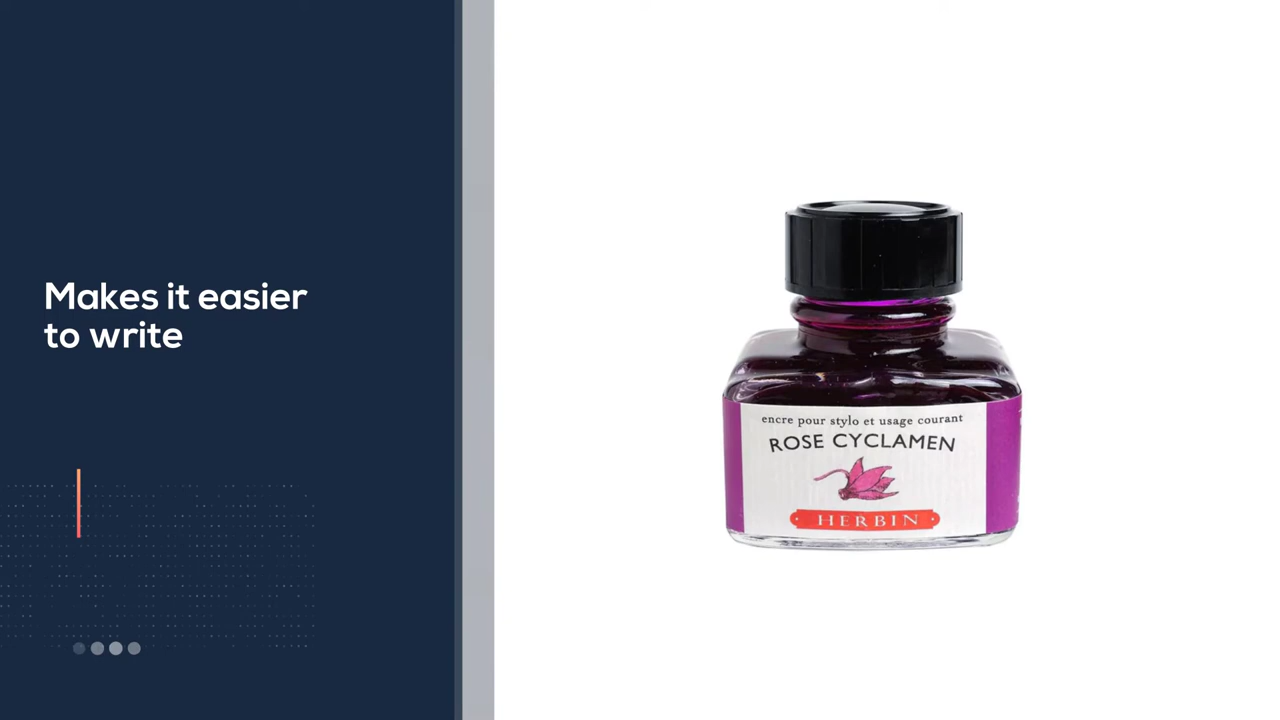 Makes it easier
to write
encre pour stylo et usage courant
ROSE CYCLAMEN
HERBIN